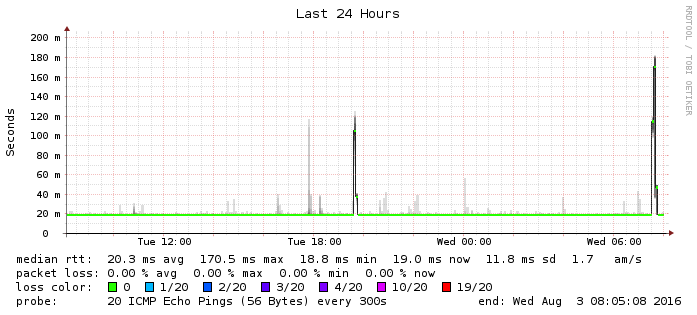 Last 24 Hours
RRDTOOL / TOBI OETIKER
Seconds
200 m
180 m
160 m
140 m
120 m
100 m
80 m
60 m
40 m
20 m
0
Tue 12:00 Tue 18:00 Wed 00:00 Wed 06:00
median rtt: 20.3 ms avg 170.5 ms max 18.8 ms min 19.0 ms now 11.8 ms sd 1.7 am/s
packet loss: 0.00 % avg 0.00 % max 0.00 % min 0.00 % now
loss color: 0 1/20 2/20 3/20 4/20 10/20 19/20
probe: 20 ICMP Echo Pings (56 Bytes) every 300s end: Wed Aug 3 08:05:08 2016